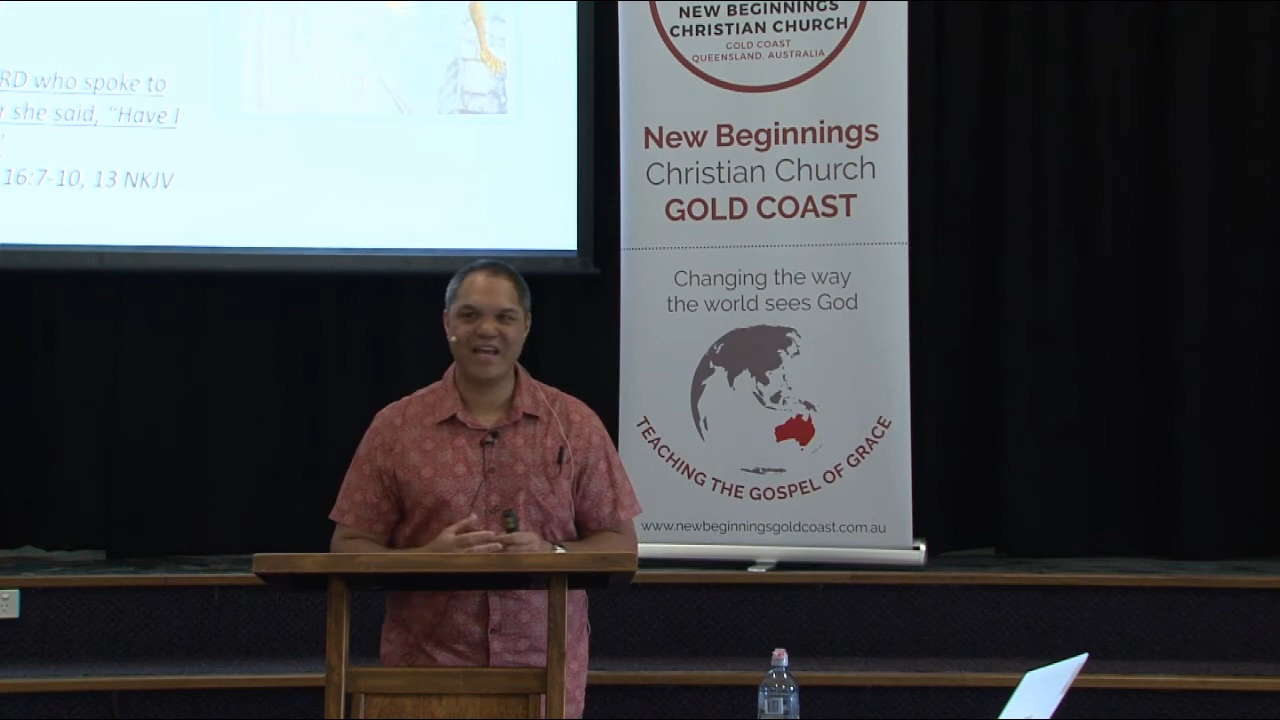 RD who spoke to
r she said, "Have I
16:7-10, 13 NKJV
NEW BEGINNINGS
CHRISTIAN CHURCH
GOLD COAST
QUEENSLAND, AUSTRALIA
New Beginnings
Christian Church
GOLD COAST
Changing the way
the world sees God
TEACHING THE GOSPEL OF GRACE
www.newbeginningsgoldcoast.com.au